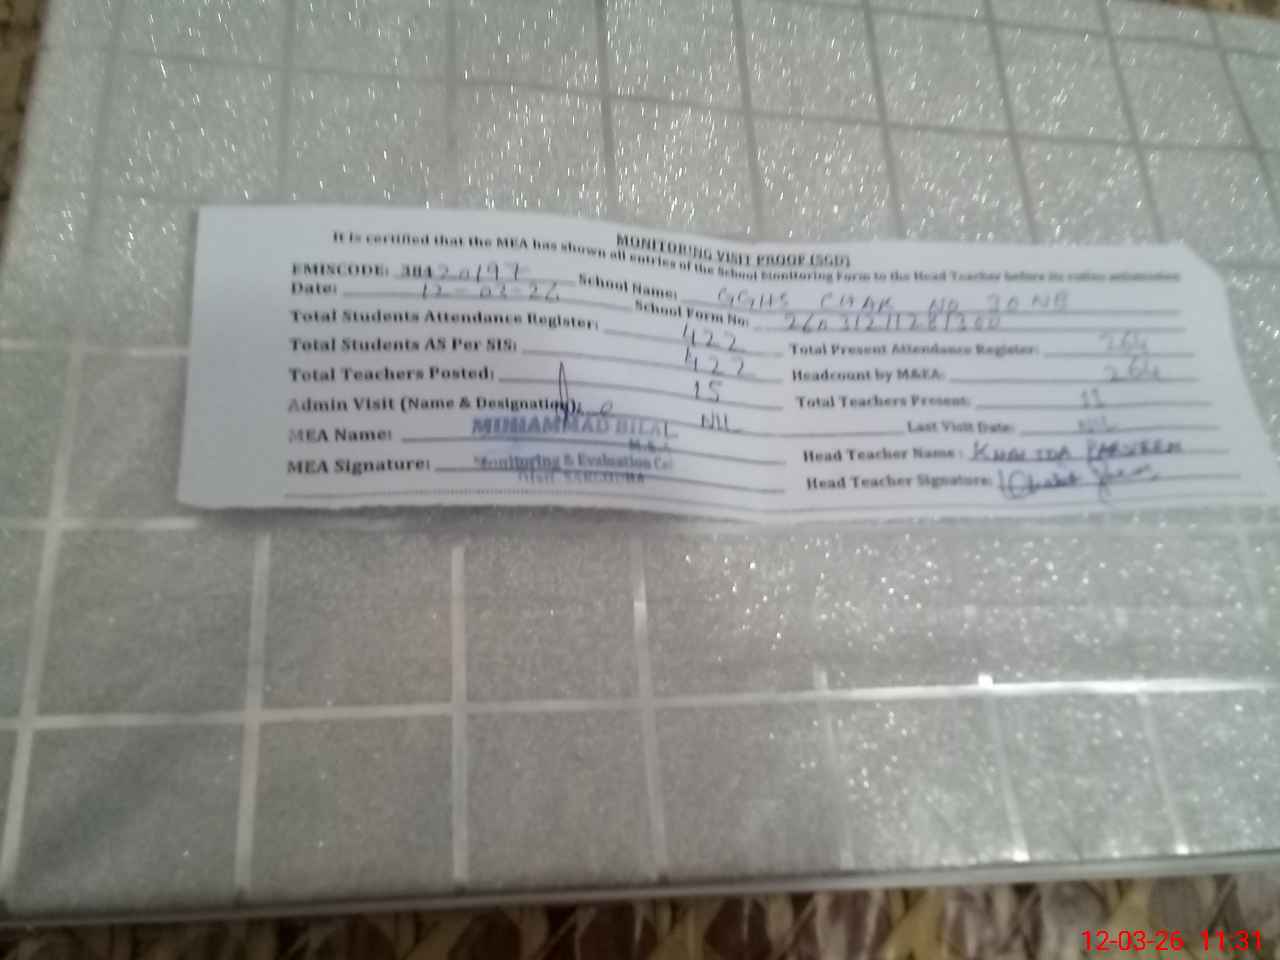 MONITORING VISIT PROOF (SGD)
It is certified that the MEA has shown all entries of the School Monitoring Form to the Head Teacher before its online submission
EMISCODE: 38420197 School Name: GGHS CHAK NO 30 NB
Date: 12-03-26 School Form No:
Total Students Attendance Register: 422 Total Present Attendance Register: 264
Total Students AS Per SIS: 422 Headcount by M&EA: 264
Total Teachers Posted: 15 Total Teachers Present: 11
Admin Visit (Name & Designation): NIL Last Visit Date: NIL
MEA Name: MUHAMMAD BILAL Head Teacher Name: KHALIDA PARVEEN
M.E.A
MEA Signature: Monitoring & Evaluation Head Teacher Signature:
Distt. SARGODHA
12-03-26 11:31